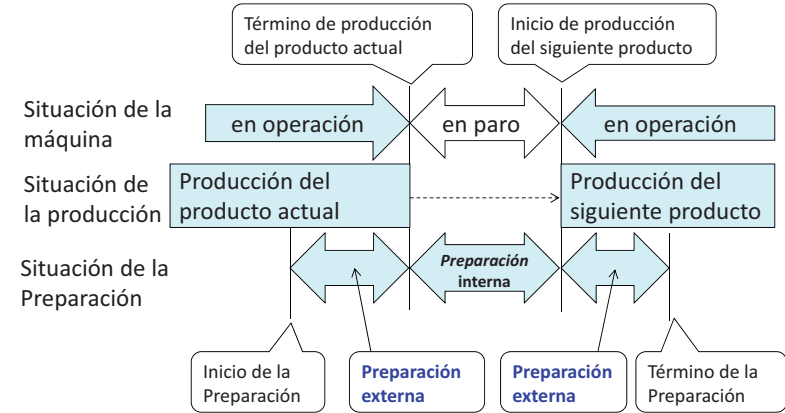 Término de producción
del producto actual
Inicio de producción
del siguiente producto
Situación de la
máquina
en operación
en paro
en operación
Situación de
la producción
Producción del
producto actual
Producción del
siguiente producto
Situación de la
Preparación
Preparación
interna
Inicio de la
Preparación
Preparación
externa
Preparación
externa
Término de la
Preparación